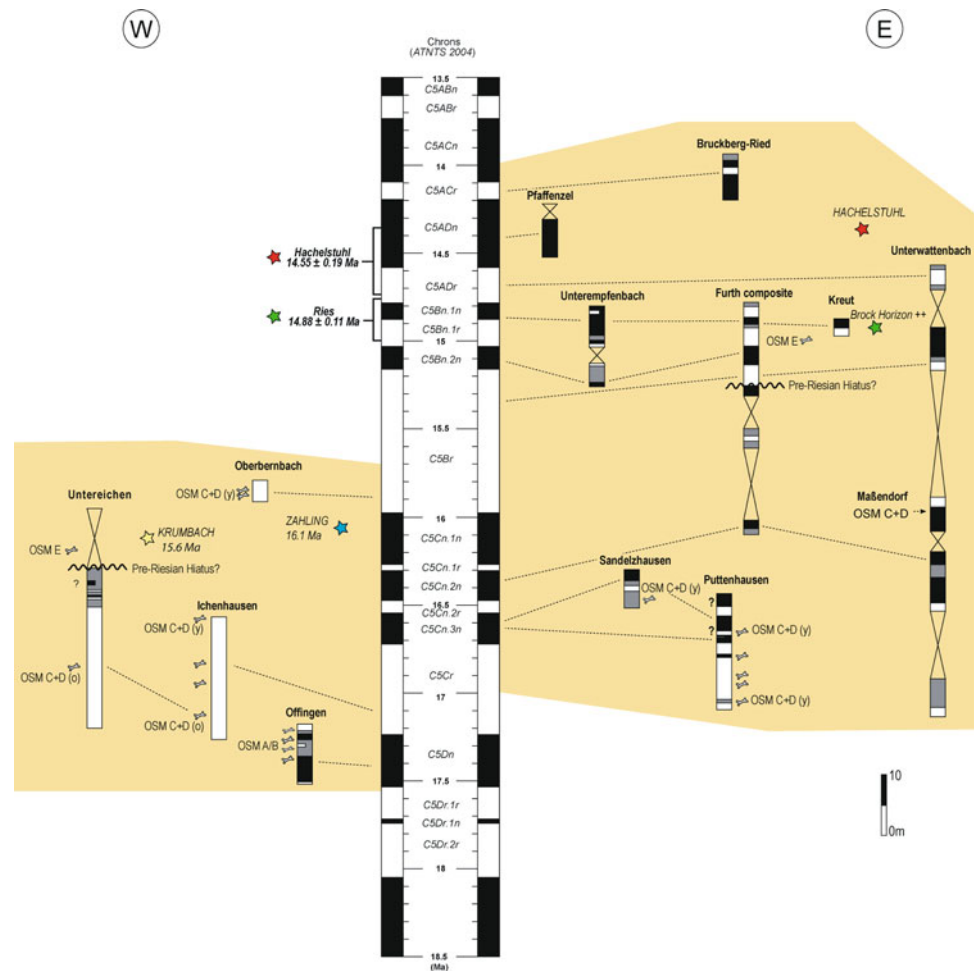 W
E
Chrons
(ATNTS 2004)
13.5
C5ABn
C5ABr
C5ACn
14
C5ACr
C5ADn
14.5
C5ADr
C5Bn.1n
C5Bn.1r
15
C5Bn.2n
15.5
C5Br
16
C5Cn.1n
C5Cn.1r
C5Cn.2n
16.5
C5Cn.2r
C5Cn.3n
C5Cr
17
C5Dn
17.5
C5Dr.1r
C5Dr.1n
C5Dr.2r
18
18.5
(Ma)
Hachelstuhl
14.55 ± 0.19 Ma
Ries
14.88 ± 0.11 Ma
Oberbernbach
OSM C+D (y)
Untereichen
KRUMBACH
15.6 Ma
ZAHLING
16.1 Ma
OSM E
Pre-Riesian Hiatus?
?
Ichenhausen
OSM C+D (y)
OSM C+D (o)
OSM C+D (o)
Offingen
OSM A/B
Bruckberg-Ried
Pfaffenzel
HACHELSTUHL
Unterwattenbach
Unterempfenbach
Furth composite
Kreut
Brock Horizon ++
OSM E
Pre-Riesian Hiatus?
Maßendorf
OSM C+D
Sandelzhausen
OSM C+D (y)
Puttenhausen
?
?
OSM C+D (y)
OSM C+D (y)
10
0m